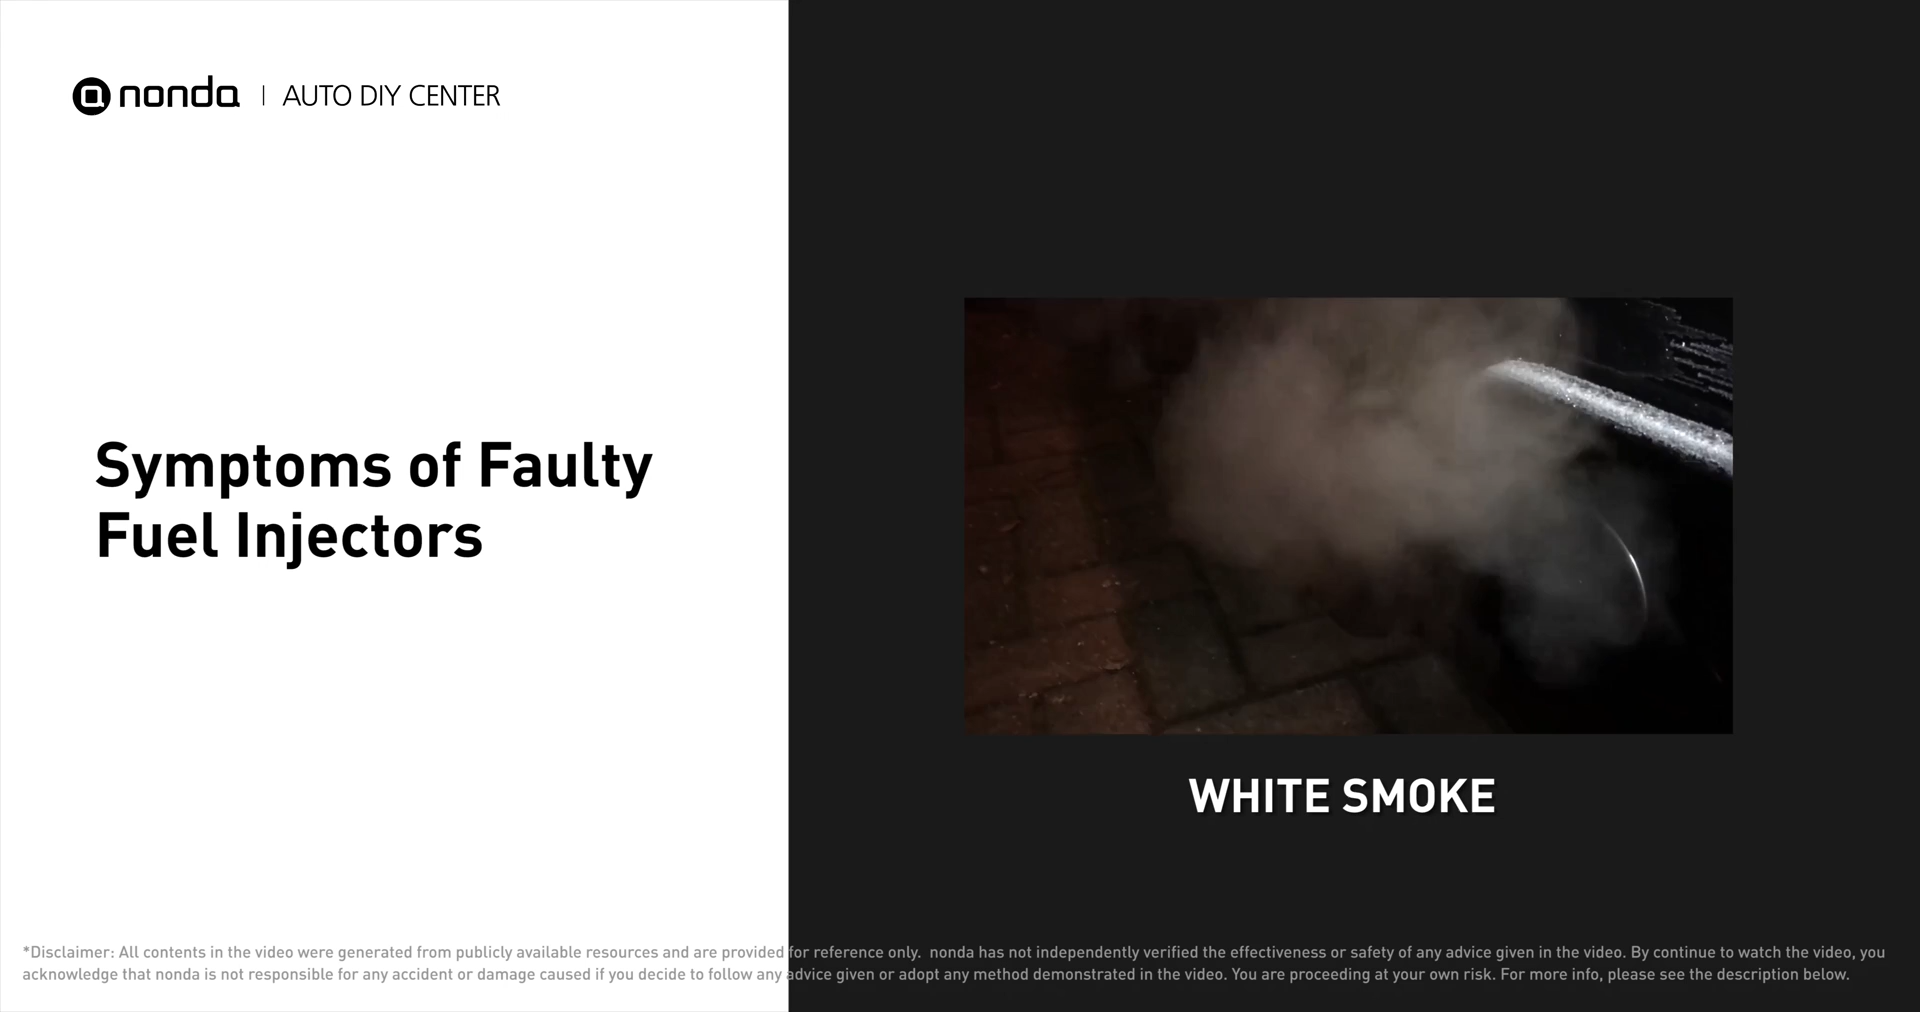 nonda | AUTO DIY CENTER
Symptoms of Faulty
Fuel Injectors
WHITE SMOKE
*Disclaimer: All contents in the video were generated from publicly available resources and are provided for reference only.  nonda has not independently verified the effectiveness or safety of any advice given in the video. By continue to watch the video, you
acknowledge that nonda is not responsible for any accident or damage caused if you decide to follow any advice given or adopt any method demonstrated in the video. You are proceeding at your own risk. For more info, please see the description below.